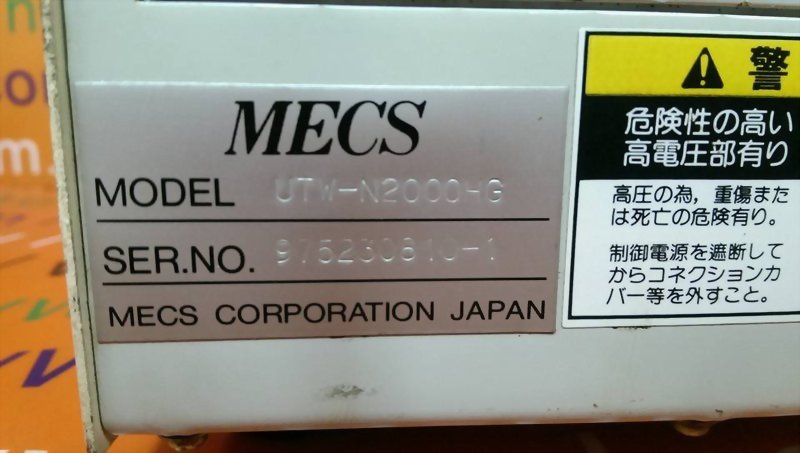 MECS
MODEL UTW-N2000HG
SER.NO. 975230810-1
MECS CORPORATION JAPAN
警
危険性の高い
高電圧部有り
高圧の為，重傷また
は死亡の危険有り。
制御電源を遮断して
からコネクションカ
バー等を外すこと。